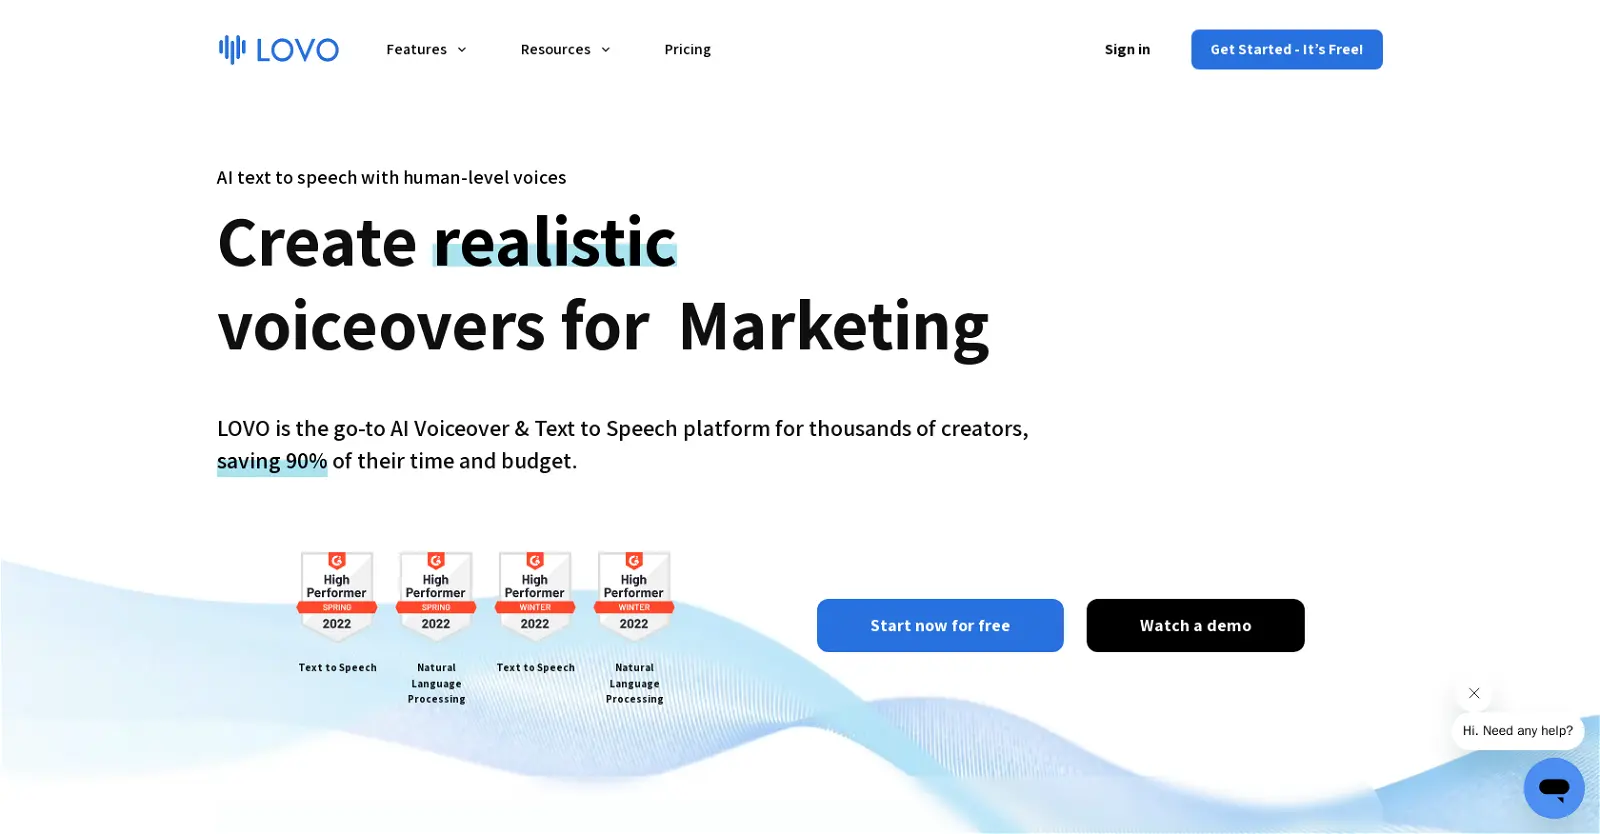 LOVO Features Resources Pricing Sign in Get Started - It's Free!
AI text to speech with human-level voices
Create realistic
voiceovers for Marketing
LOVO is the go-to AI Voiceover & Text to Speech platform for thousands of creators,
saving 90% of their time and budget.
High
Performer
SPRING
2022
Text to Speech
High
Performer
SPRING
2022
Natural
Language
Processing
High
Performer
WINTER
2022
Text to Speech
High
Performer
WINTER
2022
Natural
Language
Processing
Start now for free
Watch a demo
Hi. Need any help?